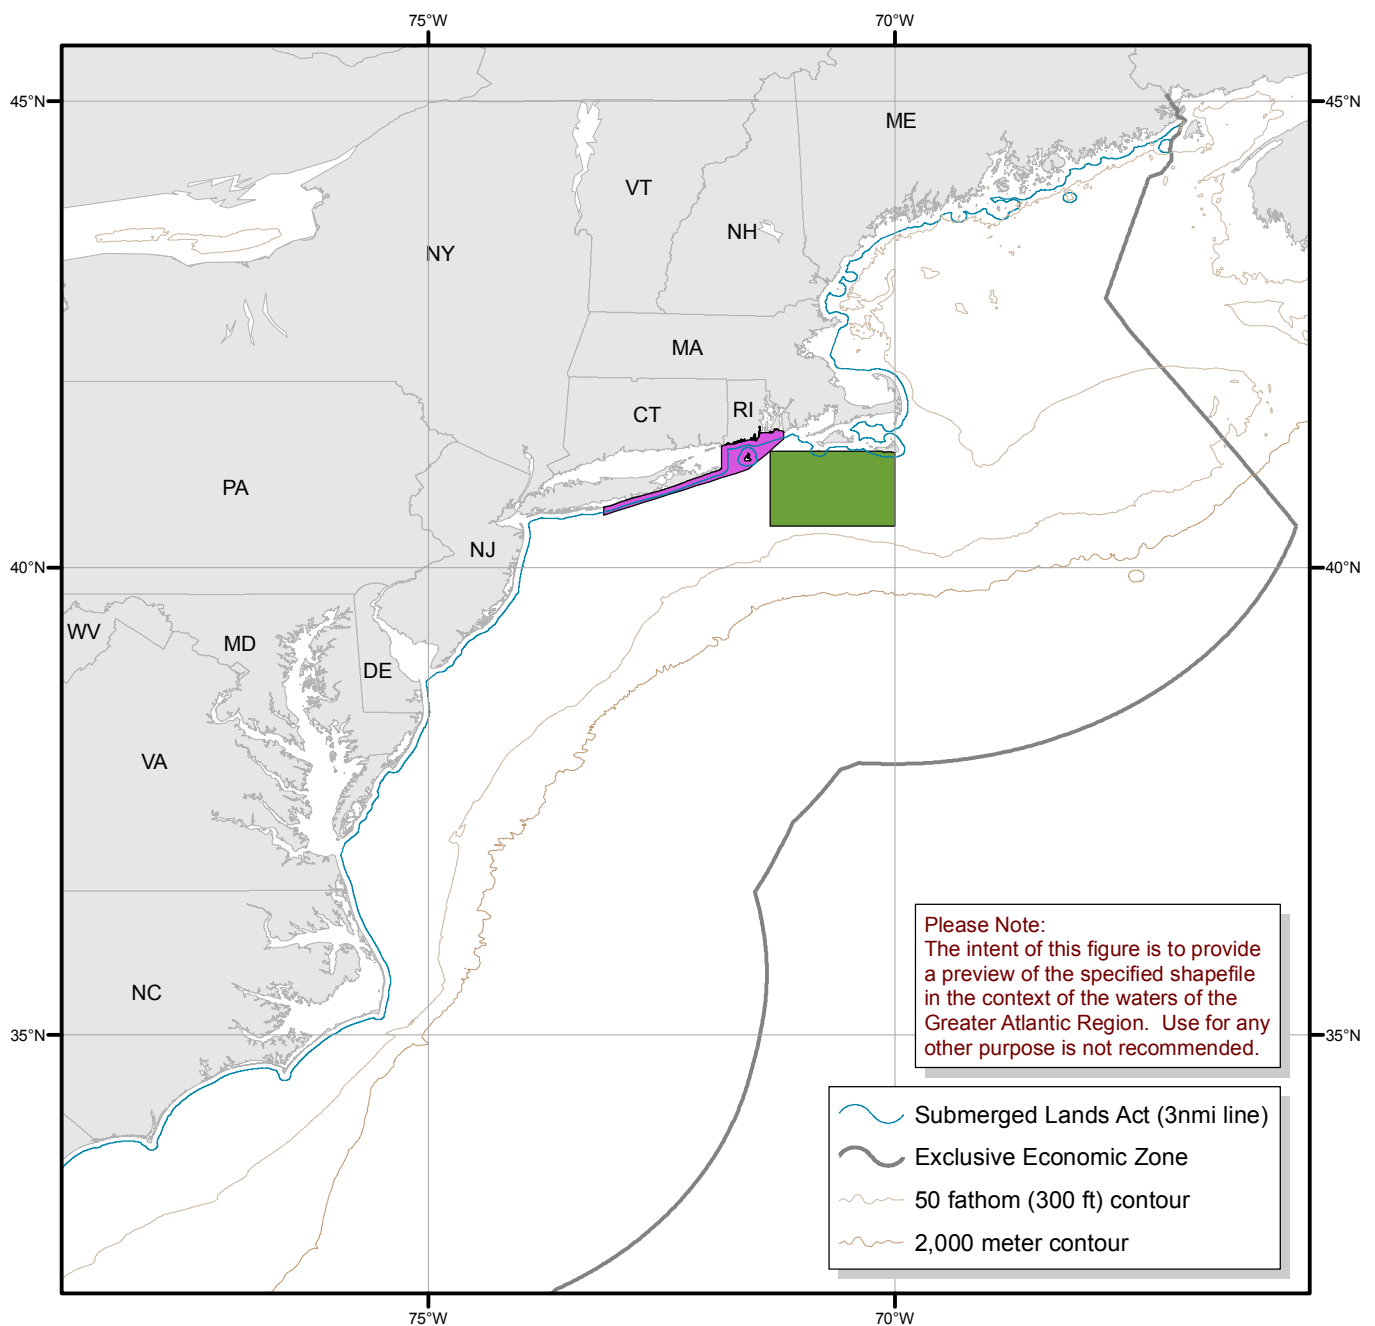 75°W
70°W
45°N
45°N
ME
VT
NH
NY
MA
CT
RI
PA
NJ
40°N
40°N
WV
MD
DE
VA
NC
35°N
35°N
Please Note:
The intent of this figure is to provide
a preview of the specified shapefile
in the context of the waters of the
Greater Atlantic Region. Use for any
other purpose is not recommended.
Submerged Lands Act (3nmi line)
Exclusive Economic Zone
50 fathom (300 ft) contour
2,000 meter contour
75°W
70°W